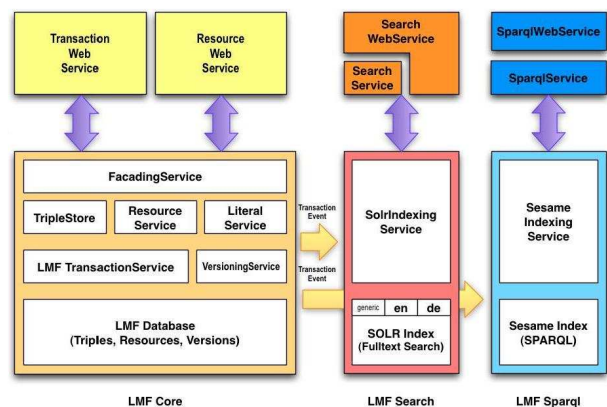 Transaction
Web
Service
Resource
Web
Service
Search
WebService
Search
Service
SparqlWebService
SparqlService
FacadingService
TripleStore
Resource
Service
Literal
Service
LMF TransactionService
VersioningService
LMF Database
(Triples, Resources, Versions)
Transaction
Event
Transaction
Event
SolrIndexing
Service
generic
en
de
SOLR Index
(Fulltext Search)
Sesame
Indexing
Service
Sesame Index
(SPARQL)
LMF Core
LMF Search
LMF Sparql